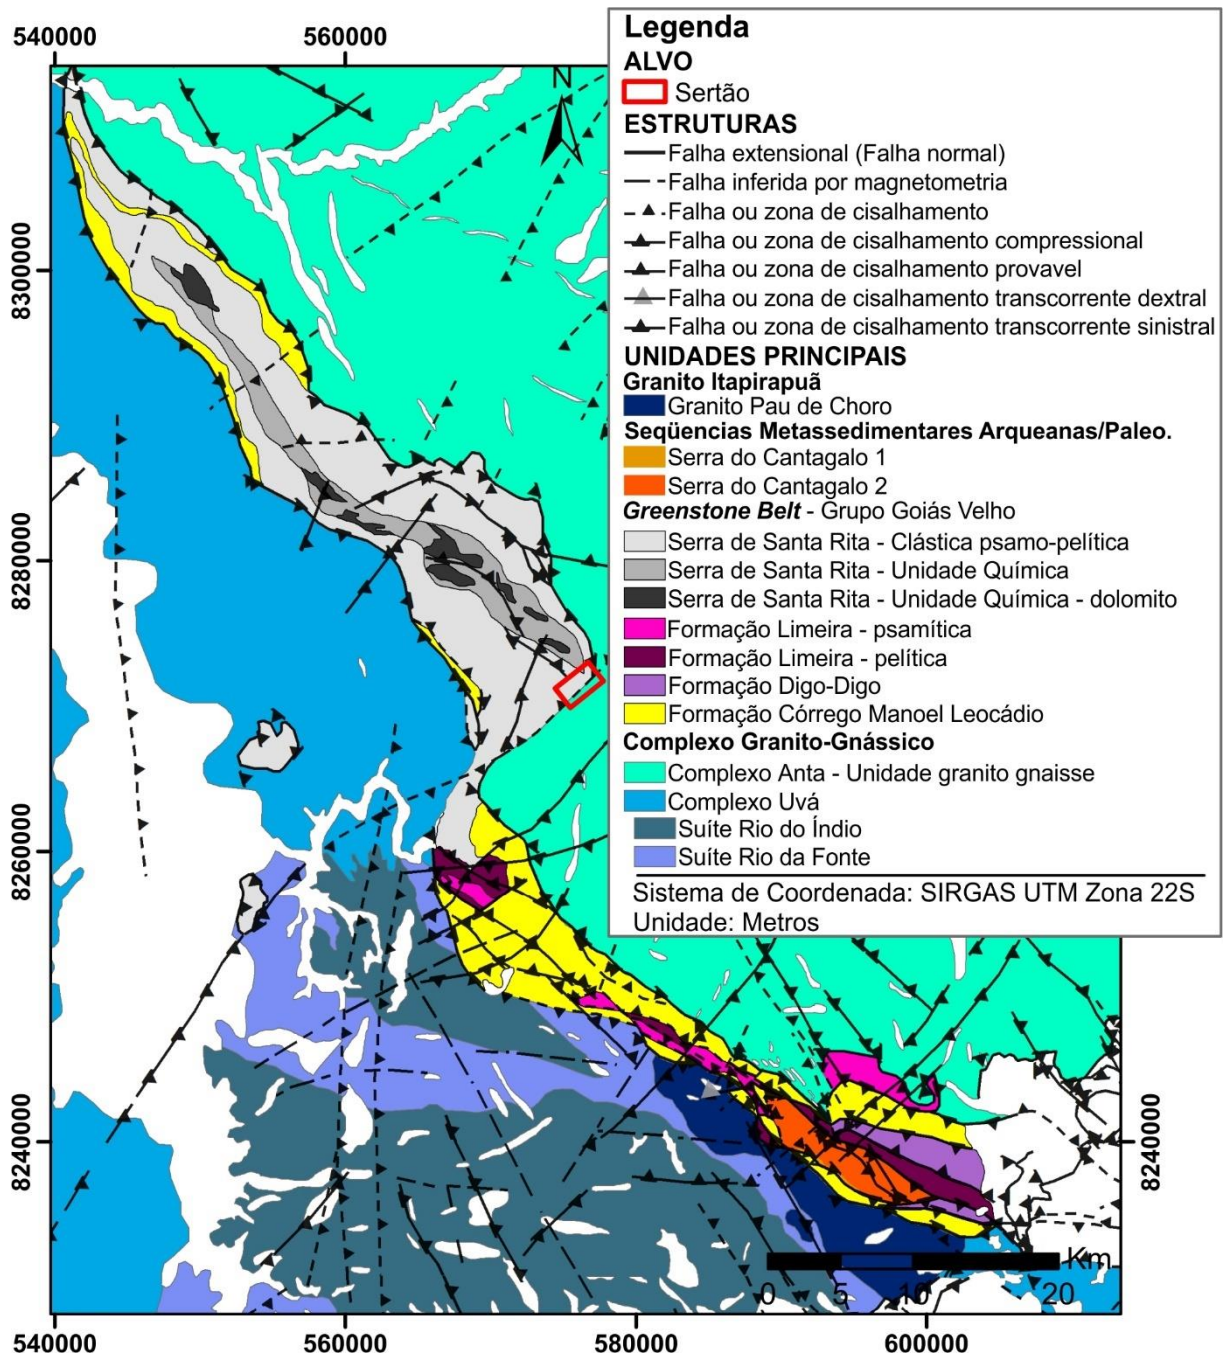 540000 560000
Legenda
ALVO
Sertão
ESTRUTURAS
Falha extensional (Falha normal)
Falha inferida por magnetometria
Falha ou zona de cisalhamento
Falha ou zona de cisalhamento compressional
Falha ou zona de cisalhamento provavel
Falha ou zona de cisalhamento transcorrente dextral
Falha ou zona de cisalhamento transcorrente sinistral
UNIDADES PRINCIPAIS
Granito Itapirapuã
Granito Pau de Choro
Seqüencias Metassedimentares Arqueanas/Paleo.
Serra do Cantagalo 1
Serra do Cantagalo 2
Greenstone Belt - Grupo Goiás Velho
Serra de Santa Rita - Clástica psamo-pelítica
Serra de Santa Rita - Unidade Química
Serra de Santa Rita - Unidade Química - dolomito
Formação Limeira - psamítica
Formação Limeira - pelítica
Formação Digo-Digo
Formação Córrego Manoel Leocádio
Complexo Granito-Gnássico
Complexo Anta - Unidade granito gnaisse
Complexo Uvá
Suíte Rio do Índio
Suíte Rio da Fonte
Sistema de Coordenada: SIRGAS UTM Zona 22S
Unidade: Metros
N
8300000
8280000
8260000
8240000
8240000
Km
0 5 10 20
540000 560000 580000 600000